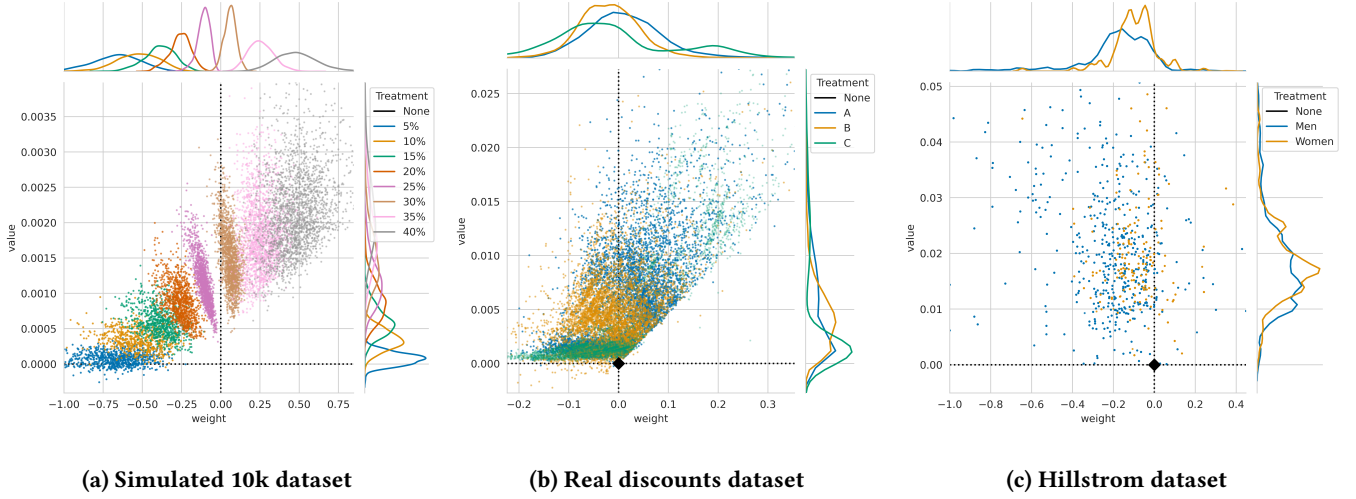 Treatment
None
5%
10%
15%
20%
25%
30%
35%
40%
0.0035
0.0030
0.0025
0.0020
0.0015
0.0010
0.0005
0.0000
value
−1.00 −0.75 −0.50 −0.25 0.00 0.25 0.50 0.75
weight
(a) Simulated 10k dataset
Treatment
None
A
B
C
0.025
0.020
0.015
0.010
0.005
0.000
value
−0.2 −0.1 0.0 0.1 0.2 0.3
weight
(b) Real discounts dataset
Treatment
None
Men
Women
0.05
0.04
0.03
0.02
0.01
0.00
value
−1.0 −0.8 −0.6 −0.4 −0.2 0.0 0.2 0.4
weight
(c) Hillstrom dataset